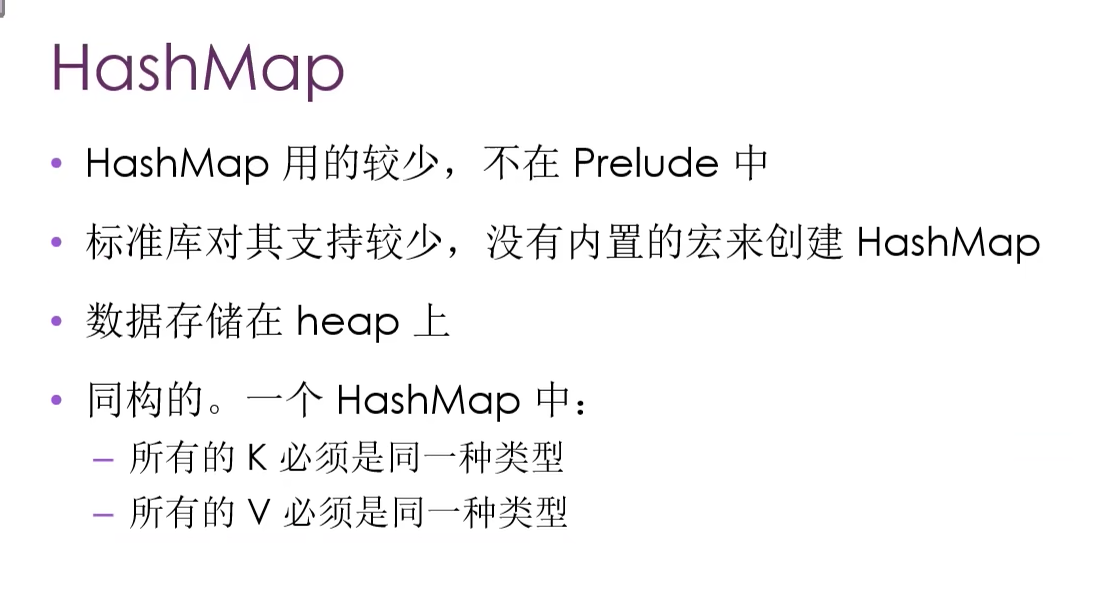 HashMap
• HashMap 用的较少，不在 Prelude 中
• 标准库对其支持较少，没有内置的宏来创建 HashMap
• 数据存储在 heap 上
• 同构的。一个 HashMap 中：
– 所有的 K 必须是同一种类型
– 所有的 V 必须是同一种类型